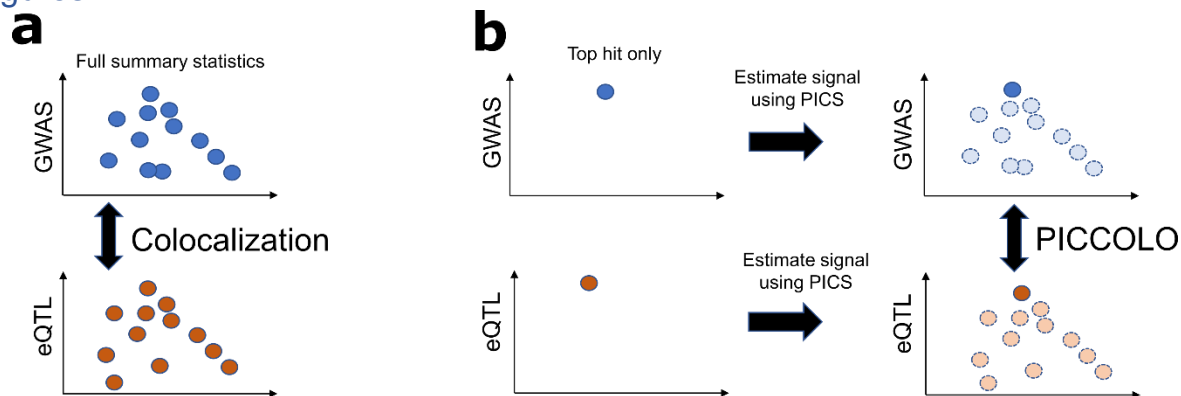 a
Full summary statistics
GWAS
Colocalization
eQTL
b
Top hit only
GWAS
Estimate signal
using PICS
GWAS
eQTL
Estimate signal
using PICS
PICCOLO
eQTL